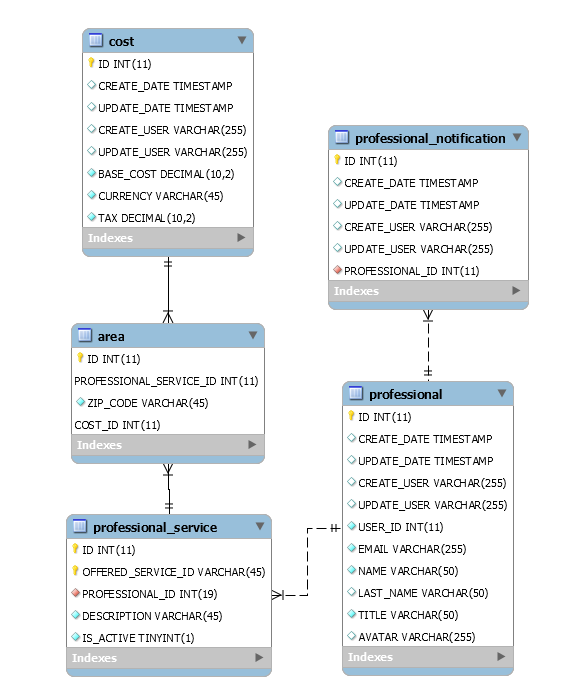 cost
ID INT(11)
CREATE_DATE TIMESTAMP
UPDATE_DATE TIMESTAMP
CREATE_USER VARCHAR(255)
UPDATE_USER VARCHAR(255)
BASE_COST DECIMAL(10,2)
CURRENCY VARCHAR(45)
TAX DECIMAL(10,2)
Indexes
professional_notification
ID INT(11)
CREATE_DATE TIMESTAMP
UPDATE_DATE TIMESTAMP
CREATE_USER VARCHAR(255)
UPDATE_USER VARCHAR(255)
PROFESSIONAL_ID INT(11)
Indexes
area
ID INT(11)
PROFESSIONAL_SERVICE_ID INT(11)
ZIP_CODE VARCHAR(45)
COST_ID INT(11)
Indexes
professional
ID INT(11)
CREATE_DATE TIMESTAMP
UPDATE_DATE TIMESTAMP
CREATE_USER VARCHAR(255)
UPDATE_USER VARCHAR(255)
USER_ID INT(11)
EMAIL VARCHAR(255)
NAME VARCHAR(50)
LAST_NAME VARCHAR(50)
TITLE VARCHAR(50)
AVATAR VARCHAR(255)
Indexes
professional_service
ID INT(11)
OFFERED_SERVICE_ID VARCHAR(45)
PROFESSIONAL_ID INT(19)
DESCRIPTION VARCHAR(45)
IS_ACTIVE TINYINT(1)
Indexes